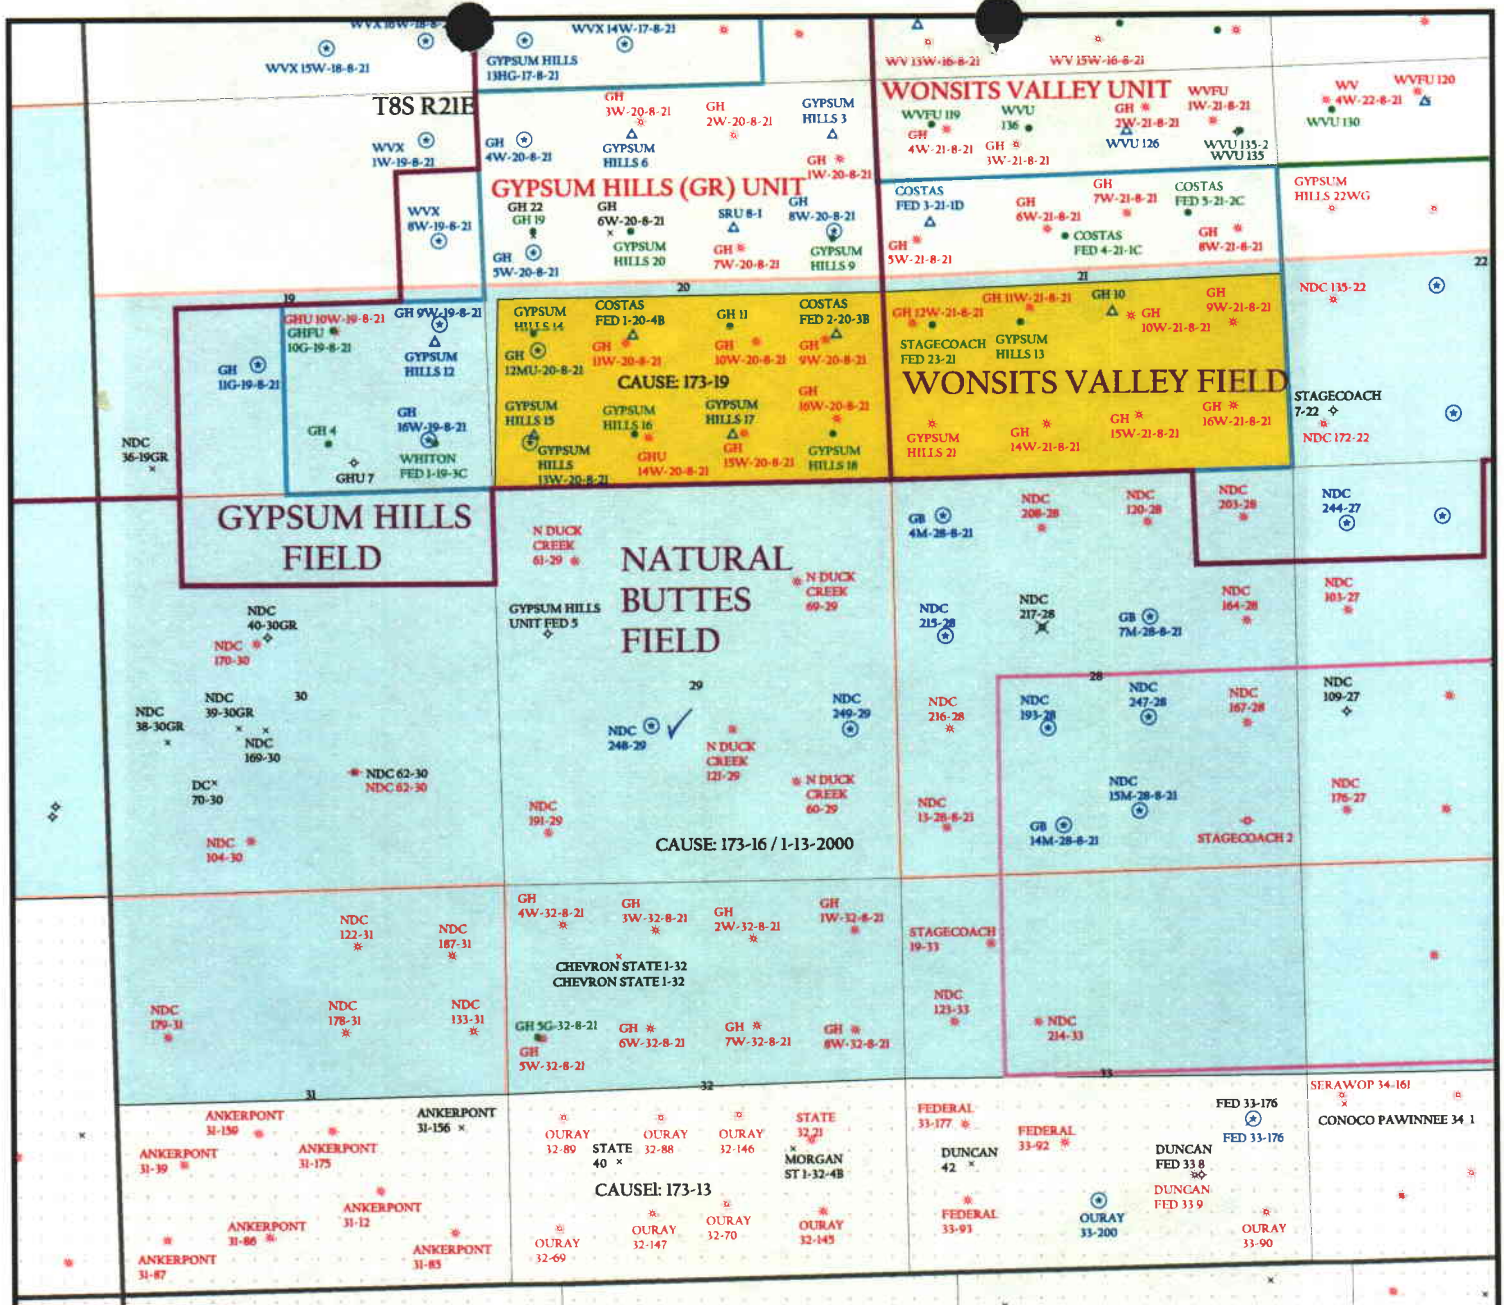 WVX 16W-18-8-21
WVX 15W-18-8-21
GYPSUM HILLS
13HG-17-8-21
WVX 14W-17-8-21
WV 13W-16-8-21
WV 15W-16-8-21
T8S R21E
WVX
1W-19-8-21
GH
4W-20-8-21
GH
3W-20-8-21
GYPSUM
HILLS 6
GH
2W-20-8-21
GYPSUM
HILLS 3
GH
1W-20-8-21
WONSITS VALLEY UNIT
WVFU 119
GH
4W-21-8-21
WVU
136
GH
3W-21-8-21
GH
2W-21-8-21
WVU 126
WVFU
1W-21-8-21
WVU 135-2
WVU 135
WV
4W-22-8-21
WVU 130
WVFU 120
GYPSUM HILLS (GR) UNIT
WVX
8W-19-8-21
GH 22
GH 19
GH
5W-20-8-21
GH
6W-20-8-21
GYPSUM
HILLS 20
SRU 8-1
GH
7W-20-8-21
GH
8W-20-8-21
GYPSUM
HILLS 9
COSTAS
FED 3-21-1D
GH
5W-21-8-21
GH
6W-21-8-21
COSTAS
FED 4-21-1C
GH
7W-21-8-21
COSTAS
FED 5-21-2C
GH
8W-21-8-21
GYPSUM
HILLS 22WG
19
20
21
22
GHU 10W-19-8-21
GHFU
10G-19-8-21
GH 9W-19-8-21
GYPSUM
HILLS 12
GH
11G-19-8-21
GYPSUM
HILLS 14
GH
12MU-20-8-21
COSTAS
FED 1-20-4B
GH
11W-20-8-21
GH 11
GH
10W-20-8-21
COSTAS
FED 2-20-3B
GH
9W-20-8-21
CAUSE: 173-19
GH 12W-21-8-21
STAGECOACH
FED 23-21
GH 11W-21-8-21
GYPSUM
HILLS 13
GH 10
GH
10W-21-8-21
GH
9W-21-8-21
NDC 135-22
WONSITS VALLEY FIELD
NDC
36-19GR
GH 4
GHU 7
GH
16W-19-8-21
WHITON
FED 1-19-3C
GYPSUM
HILLS 15
GYPSUM
HILLS
13W-20-8-21
GYPSUM
HILLS 16
GHU
14W-20-8-21
GYPSUM
HILLS 17
GH
15W-20-8-21
GH
16W-20-8-21
GYPSUM
HILLS 18
GYPSUM
HILLS 21
GH
14W-21-8-21
GH
15W-21-8-21
GH
16W-21-8-21
STAGECOACH
7-22
NDC 172-22
GYPSUM HILLS
FIELD
NATURAL
BUTTES
FIELD
N DUCK
CREEK
61-29
N DUCK
CREEK
69-29
GYPSUM HILLS
UNIT FED 5
GB
4M-28-8-21
NDC
208-28
NDC
120-28
NDC
203-28
NDC
244-27
NDC
215-28
NDC
217-28
GB
7M-28-8-21
NDC
164-28
NDC
103-27
NDC
40-30GR
NDC
170-30
30
29
28
NDC
38-30GR
NDC
39-30GR
NDC
169-30
DC
70-30
NDC 62-30
NDC 62-30
NDC
104-30
NDC
248-29
N DUCK
CREEK
121-29
NDC
249-29
N DUCK
CREEK
60-29
NDC
191-29
CAUSE: 173-16 / 1-13-2000
NDC
216-28
NDC
193-28
NDC
247-28
NDC
167-28
NDC
109-27
NDC
13-28-8-21
GB
14M-28-8-21
NDC
15M-28-8-21
STAGECOACH 2
NDC
176-27
NDC
122-31
NDC
187-31
NDC
179-31
NDC
178-31
NDC
133-31
GH
4W-32-8-21
GH
3W-32-8-21
GH
2W-32-8-21
GH
1W-32-8-21
CHEVRON STATE 1-32
CHEVRON STATE 1-32
GH 5G-32-8-21
GH
5W-32-8-21
GH
6W-32-8-21
GH
7W-32-8-21
GH
8W-32-8-21
STAGECOACH
19-33
NDC
123-33
NDC
214-33
31
32
33
ANKERPONT
31-159
ANKERPONT
31-156
ANKERPONT
31-39
ANKERPONT
31-175
ANKERPONT
31-12
ANKERPONT
31-86
ANKERPONT
31-87
ANKERPONT
31-85
OURAY
32-89
STATE
40
OURAY
32-88
OURAY
32-146
STATE
32-21
MORGAN
ST 1-32-4B
CAUSE1: 173-13
OURAY
32-69
OURAY
32-147
OURAY
32-70
OURAY
32-145
FEDERAL
33-177
DUNCAN
42
FEDERAL
33-92
FED 33-176
FED 33-176
DUNCAN
FED 33 8
DUNCAN
FED 33 9
FEDERAL
33-93
OURAY
33-200
OURAY
33-90
SERAWOP 34-161
CONOCO PAWINNEE 34 1